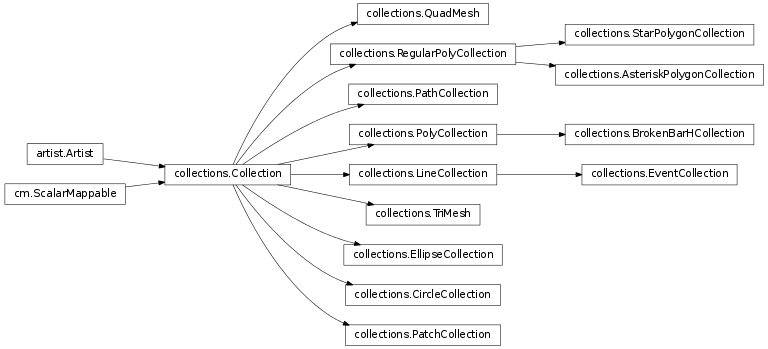 collections.QuadMesh
collections.StarPolygonCollection
collections.RegularPolyCollection
collections.AsteriskPolygonCollection
collections.PathCollection
collections.PolyCollection
collections.BrokenBarHCollection
artist.Artist
collections.Collection
collections.LineCollection
collections.EventCollection
cm.ScalarMappable
collections.TriMesh
collections.EllipseCollection
collections.CircleCollection
collections.PatchCollection